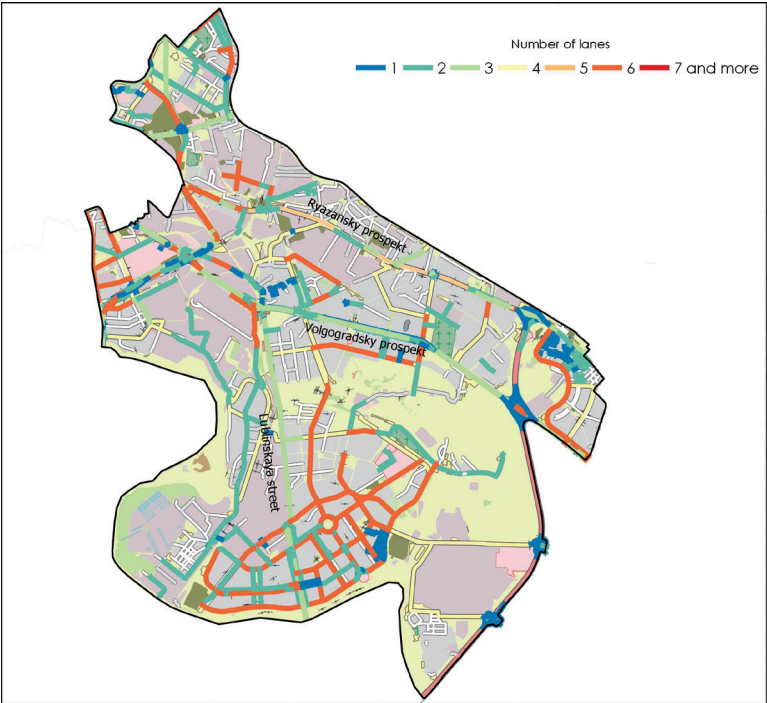 Number of lanes
1 2 3 4 5 6 7 and more
Ryazansky prospekt
Volgogradsky prospekt
Lublinskaya street